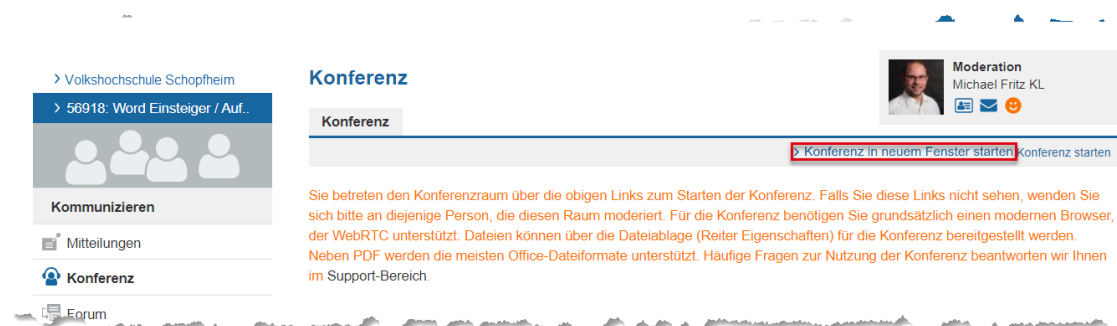 Volkshochschule Schopfheim
56918: Word Einsteiger / Auf..
Kommunizieren
Mitteilungen
Konferenz
Forum
Konferenz
Konferenz
Moderation
Michael Fritz KL
Konferenz in neuem Fenster starten Konferenz starten
Sie betreten den Konferenzraum über die obigen Links zum Starten der Konferenz. Falls Sie diese Links nicht sehen, wenden Sie
sich bitte an diejenige Person, die diesen Raum moderiert. Für die Konferenz benötigen Sie grundsätzlich einen modernen Browser,
der WebRTC unterstützt. Dateien können über die Dateiablage (Reiter Eigenschaften) für die Konferenz bereitgestellt werden.
Neben PDF werden die meisten Office-Dateiformate unterstützt. Häufige Fragen zur Nutzung der Konferenz beantworten wir Ihnen
im Support-Bereich.